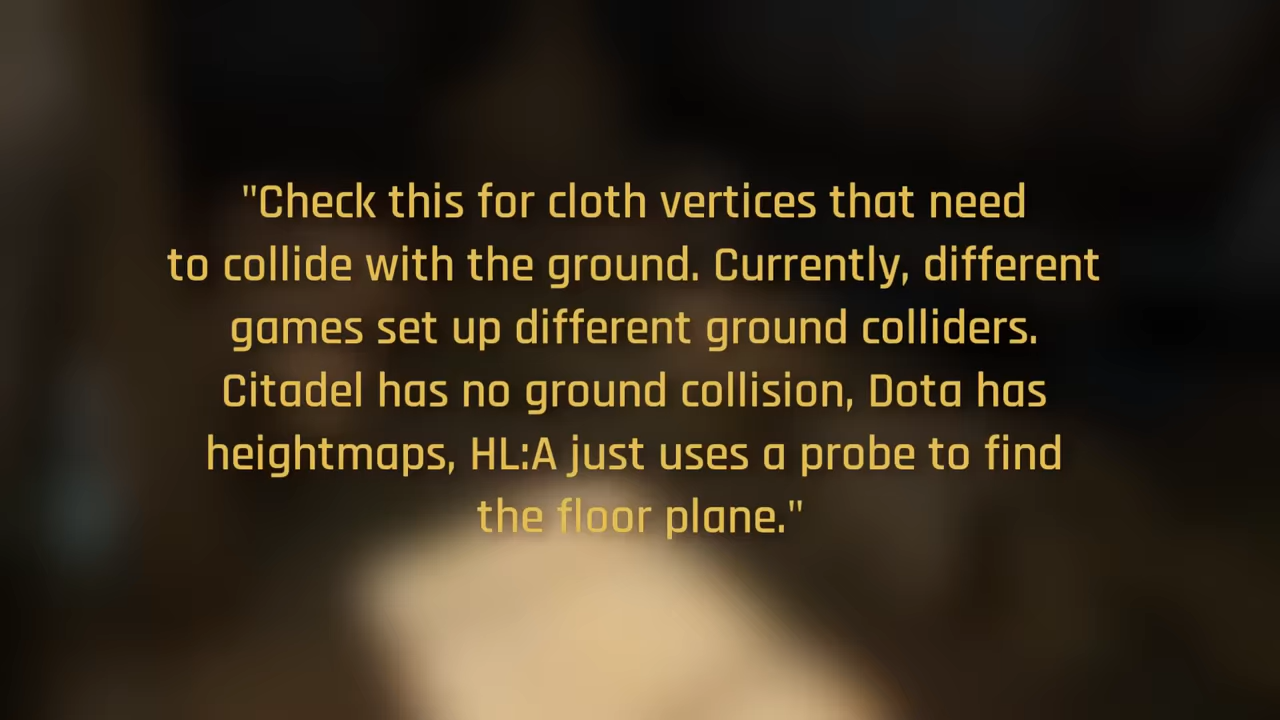 "Check this for cloth vertices that need
to collide with the ground. Currently, different
games set up different ground colliders.
Citadel has no ground collision, Dota has
heightmaps, HL:A just uses a probe to find
the floor plane."